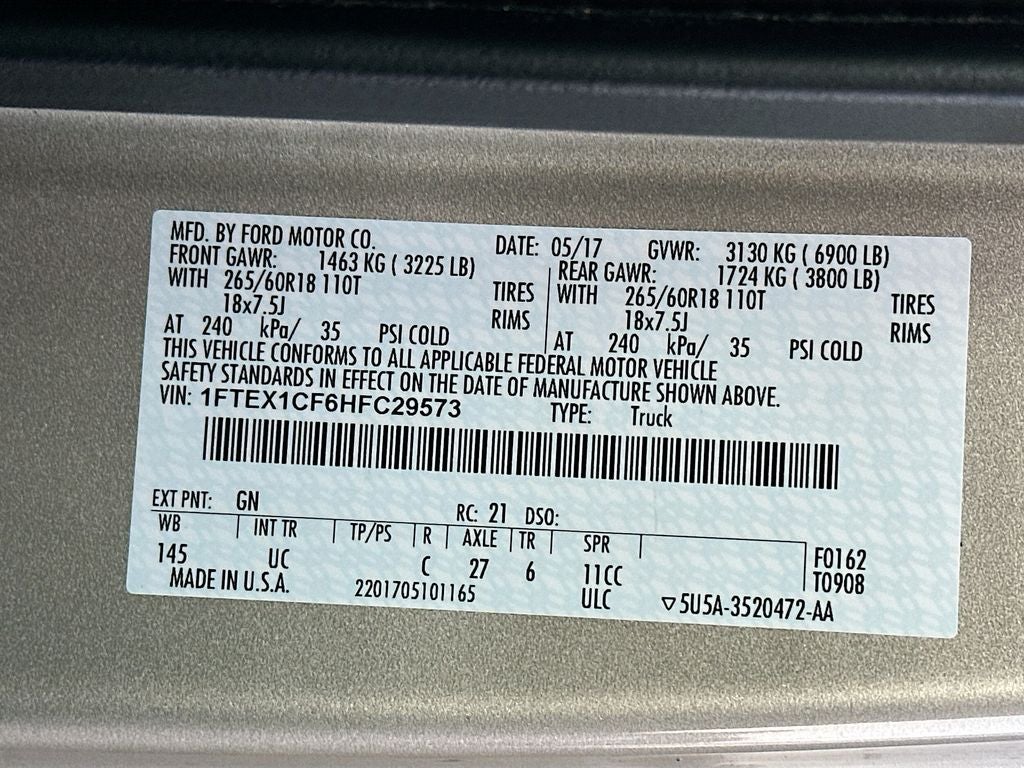 MFD. BY FORD MOTOR CO. DATE: 05/17 GVWR: 3130 KG ( 6900 LB)
FRONT GAWR: 1463 KG ( 3225 LB) REAR GAWR: 1724 KG ( 3800 LB)
WITH 265/60R18 110T TIRES WITH 265/60R18 110T TIRES
18x7.5J RIMS 18x7.5J RIMS
AT 240 kPa/ 35 PSI COLD AT 240 kPa/ 35 PSI COLD
THIS VEHICLE CONFORMS TO ALL APPLICABLE FEDERAL MOTOR VEHICLE
SAFETY STANDARDS IN EFFECT ON THE DATE OF MANUFACTURE SHOWN ABOVE.
VIN: 1FTEX1CF6HFC29573 TYPE: Truck
EXT PNT: GN RC: 21 DSO:
WB INT TR TP/PS R AXLE TR SPR F0162
145 UC C 27 6 11CC T0908
MADE IN U.S.A. 2201705101165 ULC ▽5U5A-3520472-AA